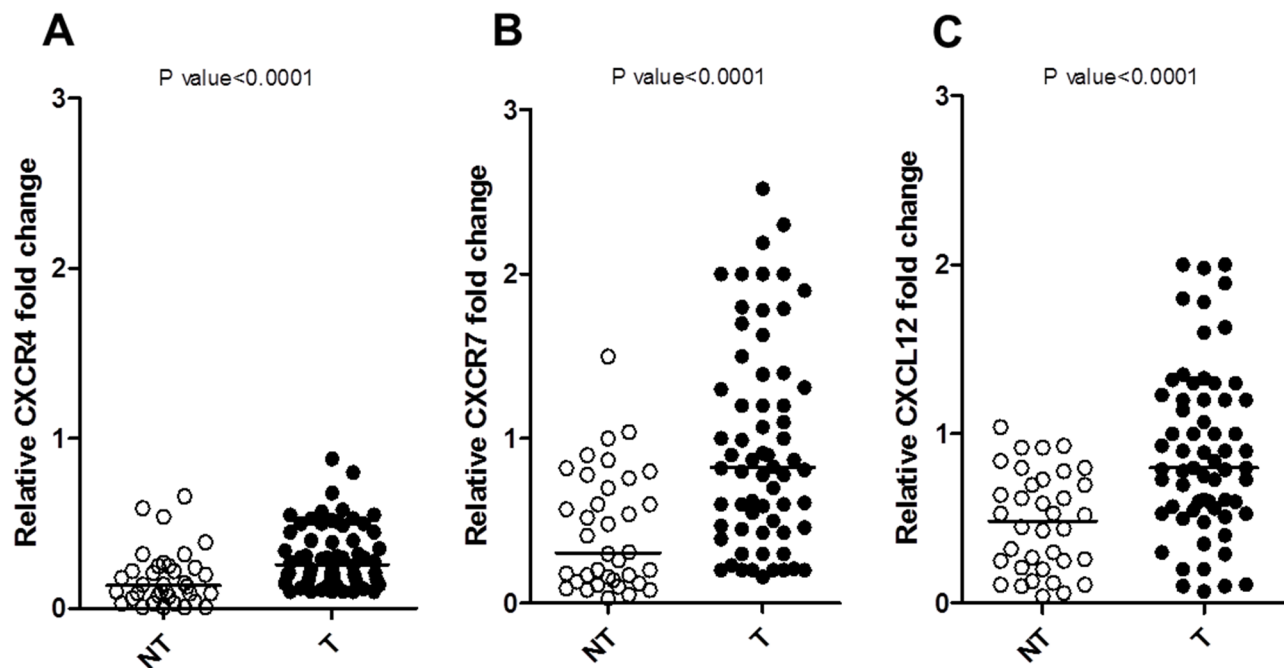 A
P value<0.0001
Relative CXCR4 fold change
3
2
1
0
NT
T
B
P value<0.0001
Relative CXCR7 fold change
3
2
1
0
NT
T
C
P value<0.0001
Relative CXCL12 fold change
3
2
1
0
NT
T